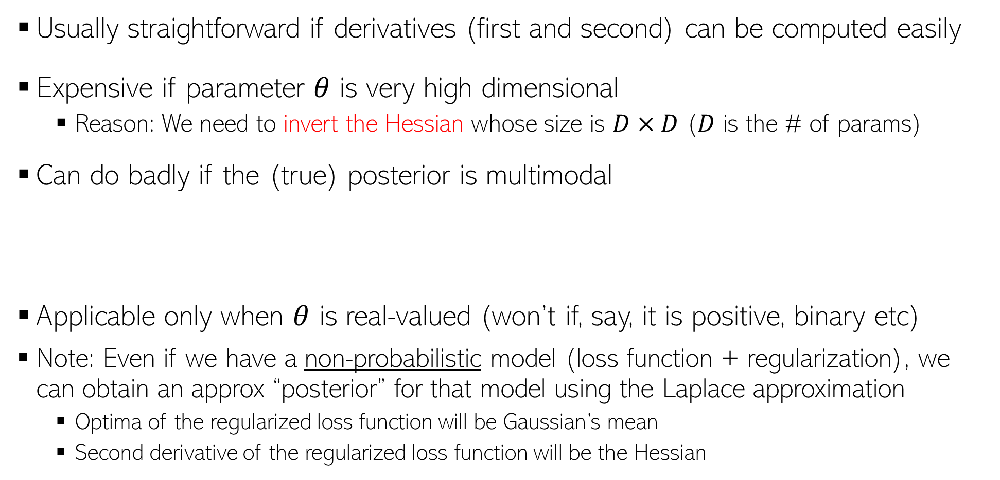 ▪ Usually straightforward if derivatives (first and second) can be computed easily
▪ Expensive if parameter θ is very high dimensional
▪ Reason: We need to invert the Hessian whose size is D × D (D is the # of params)
▪ Can do badly if the (true) posterior is multimodal
▪ Applicable only when θ is real-valued (won’t if, say, it is positive, binary etc)
▪ Note: Even if we have a non-probabilistic model (loss function + regularization), we
can obtain an approx “posterior” for that model using the Laplace approximation
▪ Optima of the regularized loss function will be Gaussian’s mean
▪ Second derivative of the regularized loss function will be the Hessian